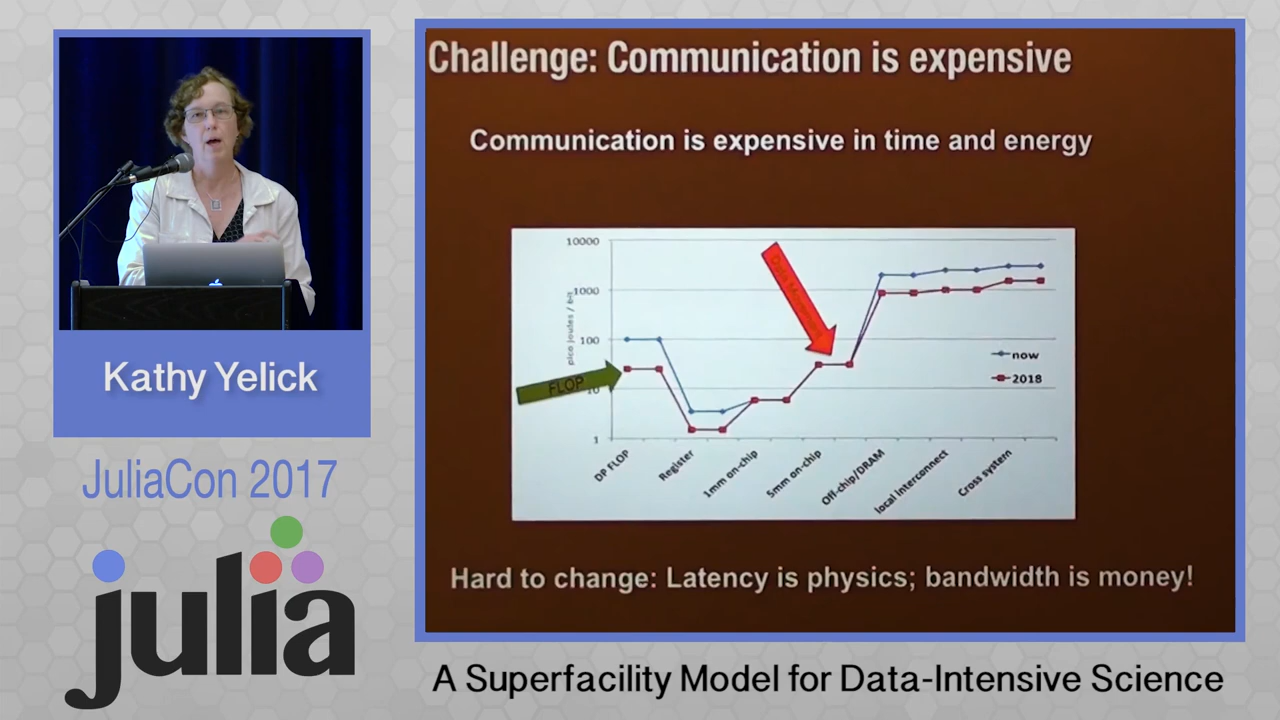 Challenge: Communication is expensive
Communication is expensive in time and energy
10000
1000
100
10
1
pico joules / bit
FLOP
Data Movement
now
2018
DP FLOP
Register
1mm on-chip
5mm on-chip
Off-chip/DRAM
local interconnect
Cross system
Hard to change: Latency is physics; bandwidth is money!
Kathy Yelick
JuliaCon 2017
julia
A Superfacility Model for Data-Intensive Science